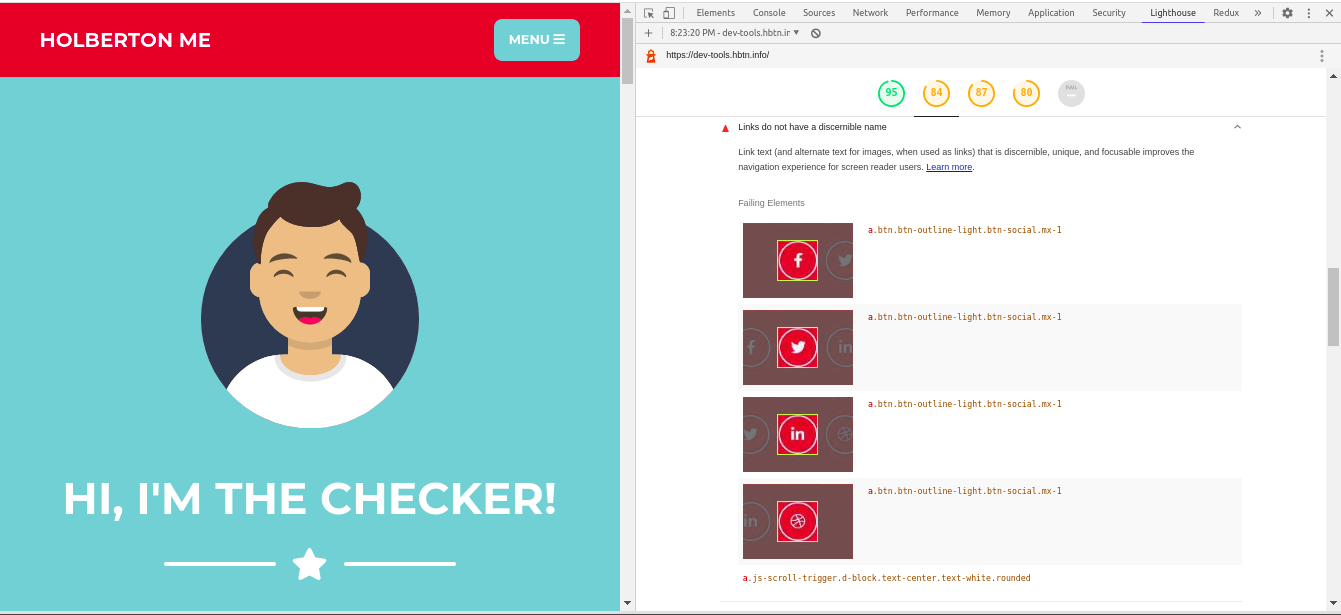 HOLBERTON ME
MENU
HI, I'M THE CHECKER!
Elements Console Sources Network Performance Memory Application Security Lighthouse Redux »
8:23:20 PM - dev-tools.hbtn.ir
https://dev-tools.hbtn.info/
95 84 87 80
Links do not have a discernible name
Link text (and alternate text for images, when used as links) that is discernible, unique, and focusable improves the
navigation experience for screen reader users. Learn more.
Failing Elements
a.btn.btn-outline-light.btn-social.mx-1
a.btn.btn-outline-light.btn-social.mx-1
in
a.btn.btn-outline-light.btn-social.mx-1
in
a.btn.btn-outline-light.btn-social.mx-1
in
a.js-scroll-trigger.d-block.text-center.text-white.rounded